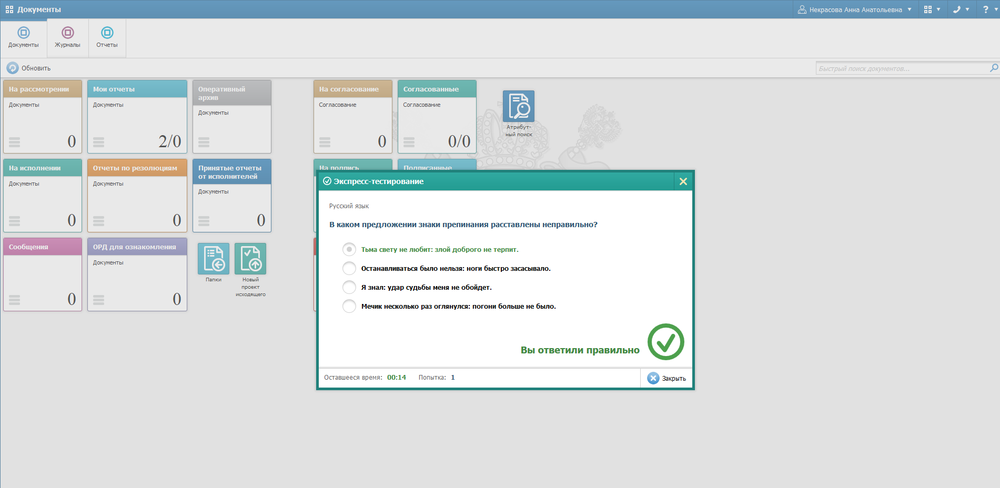 Документы
Некрасова Анна Анатольевна
?
Документы
Журналы
Отчеты
Обновить
Быстрый поиск документов...
На рассмотрении
Документы
0
Мои отчеты
Документы
2/0
Оперативный
архив
Документы
На согласование
Согласование
0
Согласованные
Согласование
0/0
Атрибут-
ный поиск
На исполнении
Документы
0
Отчеты по резолюциям
Документы
0
Принятые отчеты
от исполнителей
Документы
0
На подпись
Подписанные
Сообщения
0
ОРД для ознакомления
Документы
0
Папки
Новый
проект
исходящего
Экспресс-тестирование
Русский язык
В каком предложении знаки препинания расставлены неправильно?
Тьма свету не любит: злой доброго не терпит.
Останавливаться было нельзя: ноги быстро засасывало.
Я знал: удар судьбы меня не обойдет.
Мечик несколько раз оглянулся: погони больше не было.
Вы ответили правильно
Оставшееся время: 00:14 Попытка: 1
Закрыть